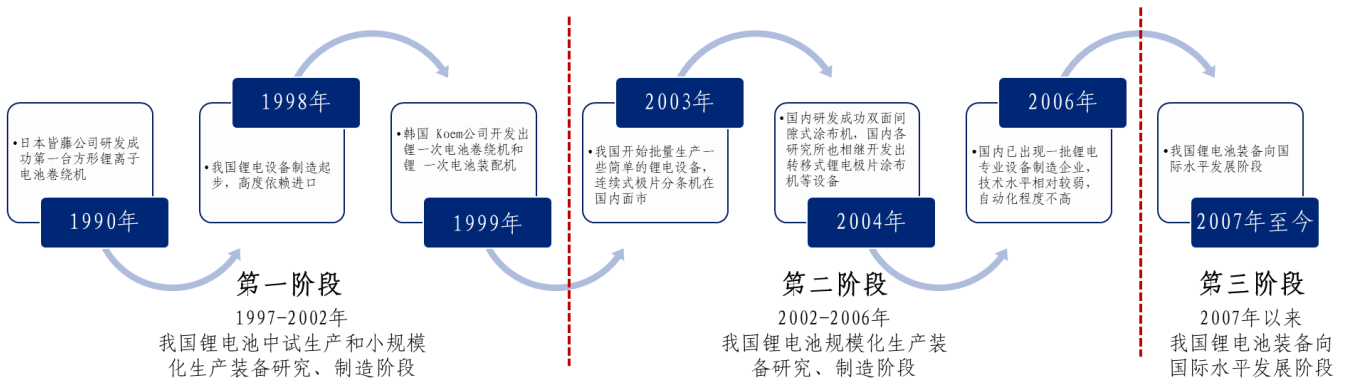 1990年
•日本皆藤公司研发成
功第一台方形锂离子
电池卷绕机
1998年
•我国锂电设备制造起
步，高度依赖进口
1999年
•韩国 Koem公司开发出
锂一次电池卷绕机和
锂 一次电池装配机
2003年
•我国开始批量生产一
些简单的锂电设备，
连续式极片分条机在
国内面市
2004年
•国内研发成功双面间
隙式涂布机，国内各
研究所也相继开发出
转移式锂电极片涂布
机等设备
2006年
•国内已出现一批锂电
专业设备制造企业，
技术水平相对较弱，
自动化程度不高
2007年至今
•我国锂电池装备向国
际水平发展阶段
第一阶段
1997-2002年
我国锂电池中试生产和小规模
化生产装备研究、制造阶段
第二阶段
2002-2006年
我国锂电池规模化生产装
备研究、制造阶段
第三阶段
2007年以来
我国锂电池装备向
国际水平发展阶段